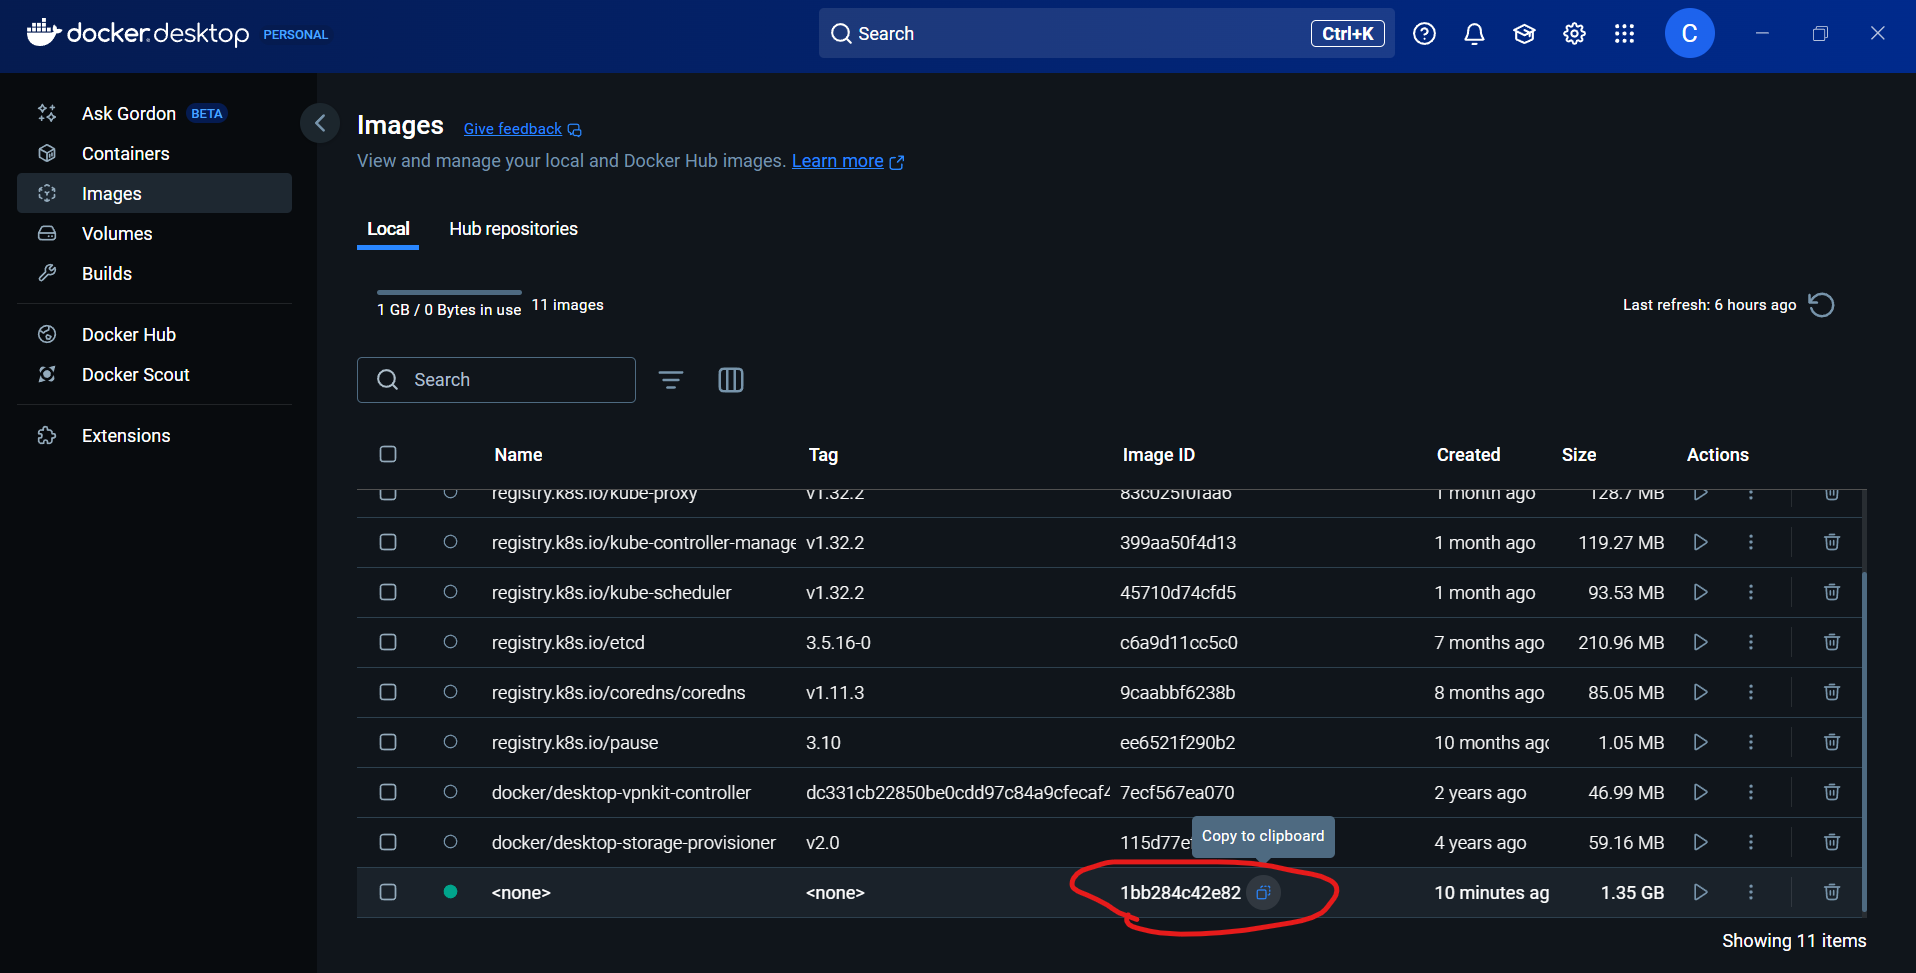 docker.desktop PERSONAL
Search Ctrl+K
C
Ask Gordon BETA
Containers
Images
Volumes
Builds
Docker Hub
Docker Scout
Extensions
Images Give feedback
View and manage your local and Docker Hub images. Learn more
Local Hub repositories
1 GB / 0 Bytes in use 11 images
Last refresh: 6 hours ago
Search
Name Tag Image ID Created Size Actions
registry.k8s.io/kube-proxy v1.32.2 83c025f0faa6 1 month ago 128.7 MB
registry.k8s.io/kube-controller-manage v1.32.2 399aa50f4d13 1 month ago 119.27 MB
registry.k8s.io/kube-scheduler v1.32.2 45710d74cfd5 1 month ago 93.53 MB
registry.k8s.io/etcd 3.5.16-0 c6a9d11cc5c0 7 months ago 210.96 MB
registry.k8s.io/coredns/coredns v1.11.3 9caabbf6238b 8 months ago 85.05 MB
registry.k8s.io/pause 3.10 ee6521f290b2 10 months ago 1.05 MB
docker/desktop-vpnkit-controller dc331cb22850be0cdd97c84a9cfecaf4 7ecf567ea070 2 years ago 46.99 MB
Copy to clipboard
docker/desktop-storage-provisioner v2.0 115d77e 4 years ago 59.16 MB
<none> <none> 1bb284c42e82 10 minutes ag 1.35 GB
Showing 11 items